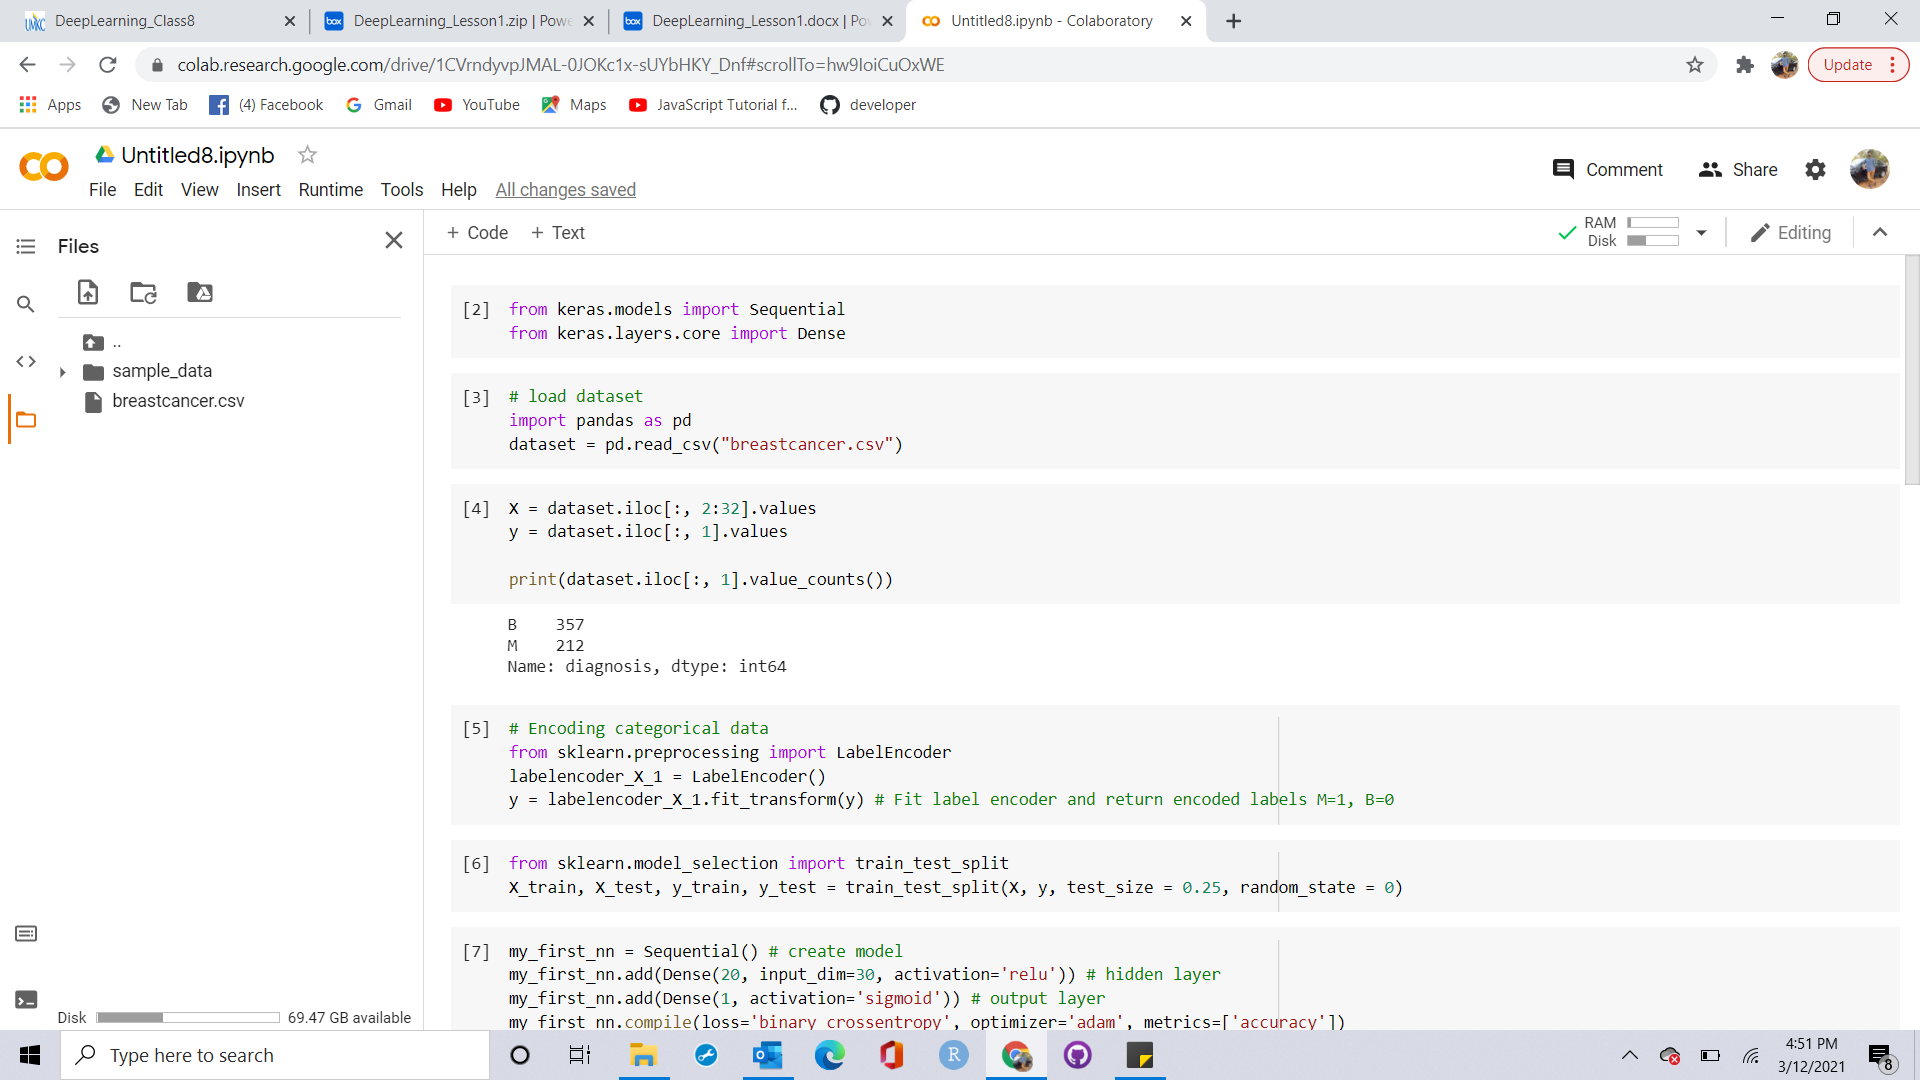 DeepLearning_Class8
DeepLearning_Lesson1.zip | Powe
DeepLearning_Lesson1.docx | Po
Untitled8.ipynb - Colaboratory
colab.research.google.com/drive/1CVrndyvpJMAL-0JOKc1x-sUYbHKY_Dnf#scrollTo=hw9IoiCuOxWE
Update
Apps
New Tab
(4) Facebook
Gmail
YouTube
Maps
JavaScript Tutorial f...
developer
Untitled8.ipynb
File Edit View Insert Runtime Tools Help All changes saved
Comment
Share
Files
+ Code + Text
RAM
Disk
Editing
..
sample_data
breastcancer.csv
[2] from keras.models import Sequential
from keras.layers.core import Dense
[3] # load dataset
import pandas as pd
dataset = pd.read_csv("breastcancer.csv")
[4] X = dataset.iloc[:, 2:32].values
y = dataset.iloc[:, 1].values
print(dataset.iloc[:, 1].value_counts())
B 357
M 212
Name: diagnosis, dtype: int64
[5] # Encoding categorical data
from sklearn.preprocessing import LabelEncoder
labelencoder_X_1 = LabelEncoder()
y = labelencoder_X_1.fit_transform(y) # Fit label encoder and return encoded labels M=1, B=0
[6] from sklearn.model_selection import train_test_split
X_train, X_test, y_train, y_test = train_test_split(X, y, test_size = 0.25, random_state = 0)
[7] my_first_nn = Sequential() # create model
my_first_nn.add(Dense(20, input_dim=30, activation='relu')) # hidden layer
my_first_nn.add(Dense(1, activation='sigmoid')) # output layer
my_first_nn.compile(loss='binary_crossentropy', optimizer='adam', metrics=['accuracy'])
Disk 69.47 GB available
Type here to search
4:51 PM
3/12/2021
8